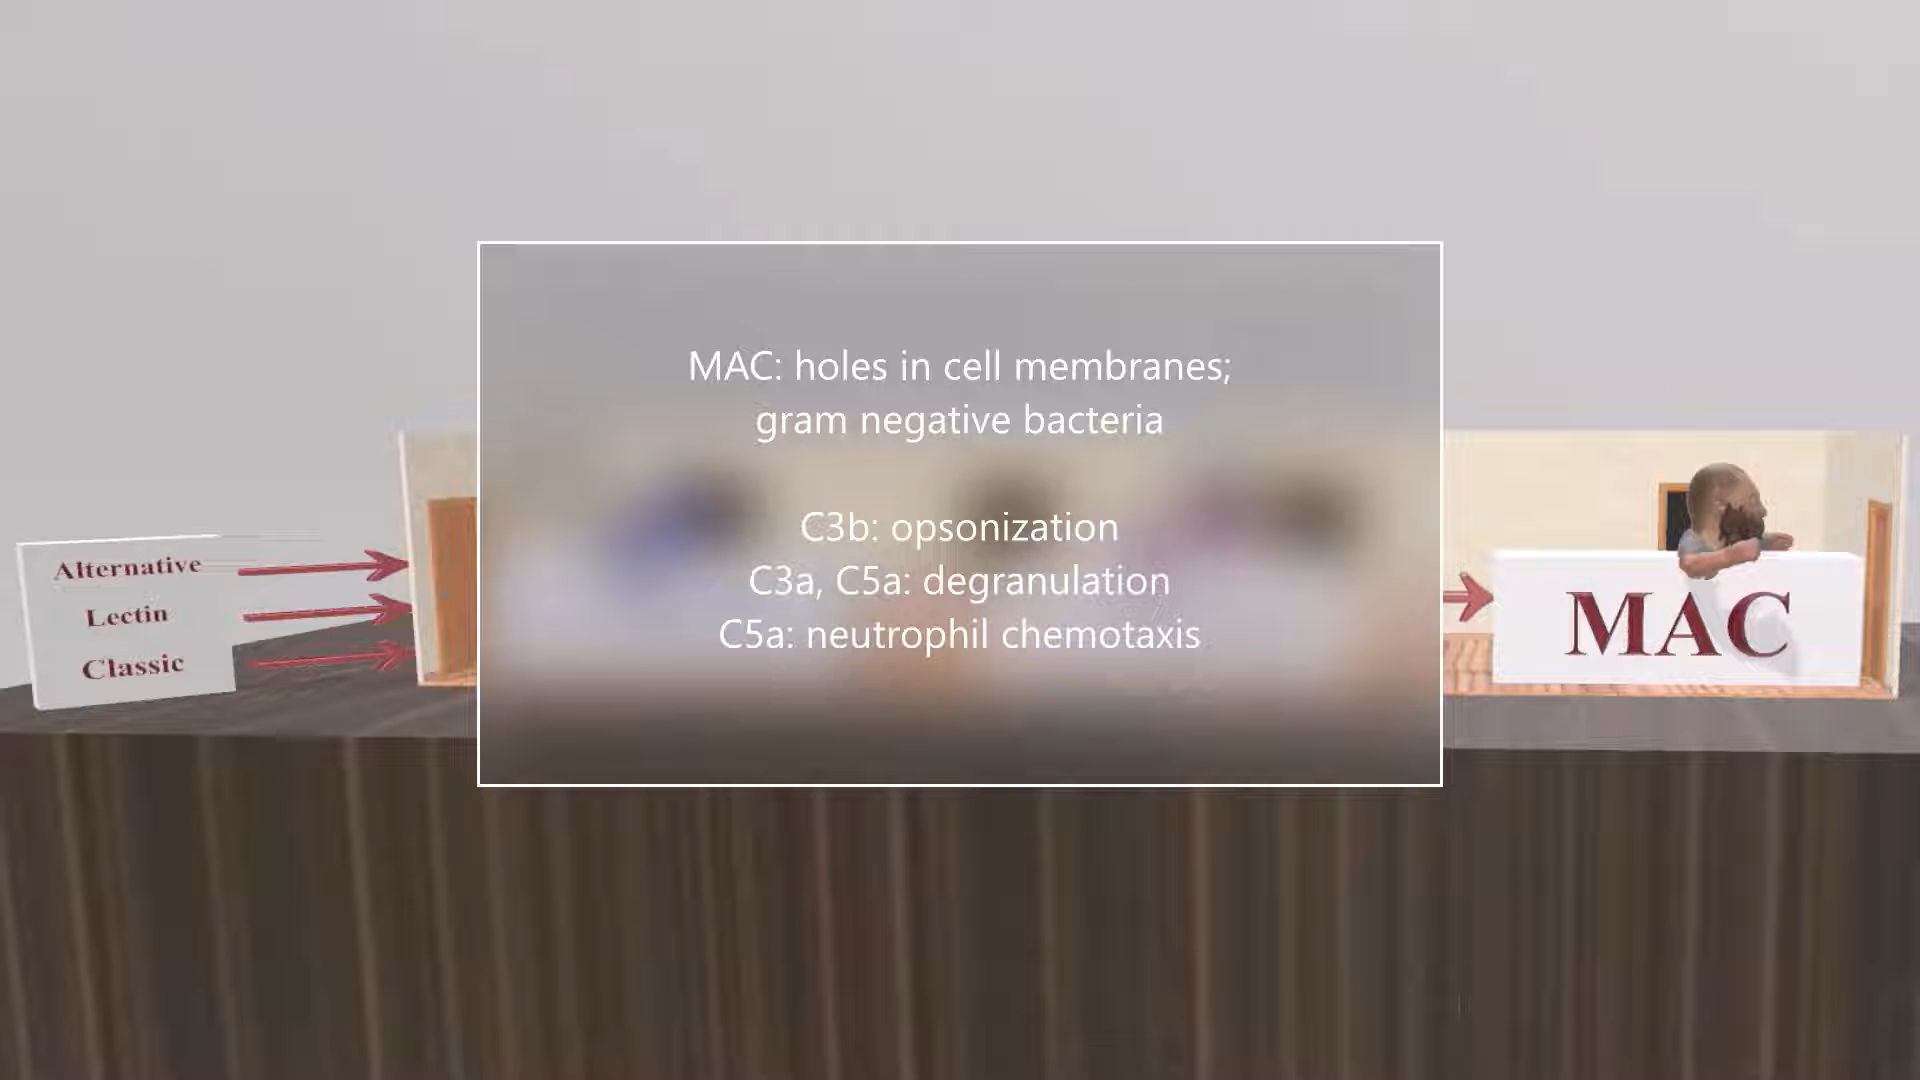 MAC: holes in cell membranes;
gram negative bacteria
C3b: opsonization
C3a, C5a: degranulation
C5a: neutrophil chemotaxis
Alternative
Lectin
Classic
MAC